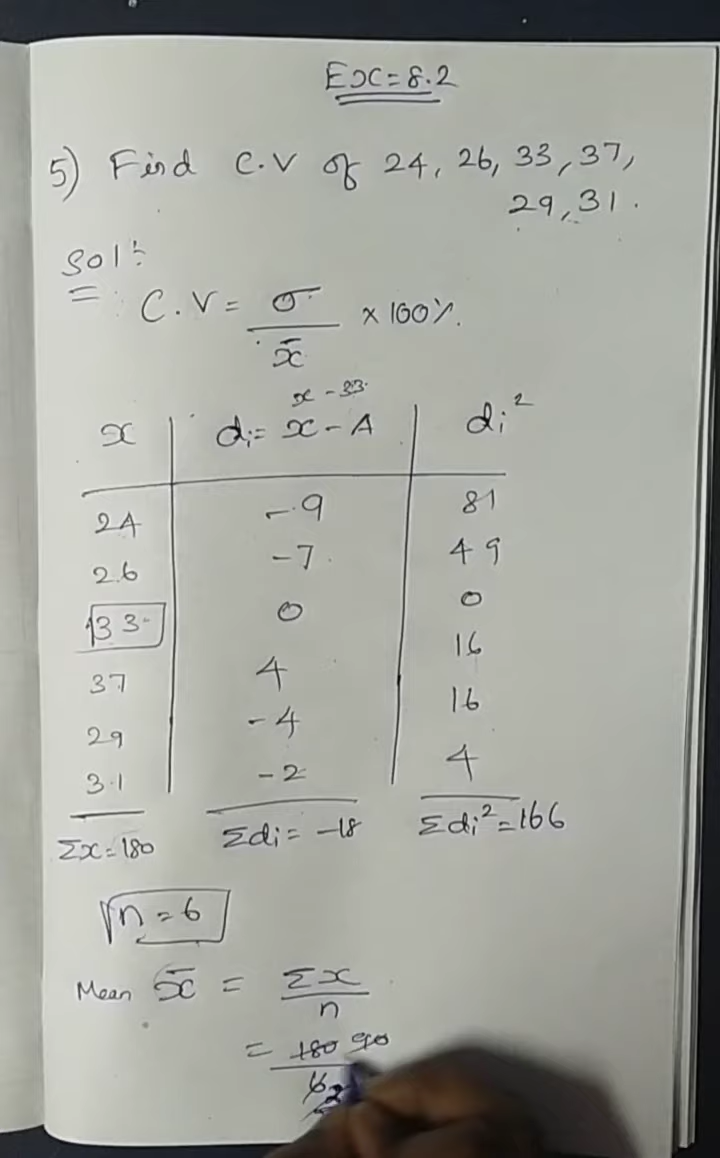 Ex=8.2
5) Find C.V of 24, 26, 33, 37,
29, 31.
Sol:
C.V = σ/x̄ × 100%.
x - 33
x | di = x - A | di²
24 | -9 | 81
26 | -7 | 49
33 | 0 | 0
37 | 4 | 16
29 | -4 | 16
31 | -2 | 4
Σx = 180 Σdi = -18 Σdi² = 166
n = 6
Mean x̄ = Σx/n
= 180 90
6 2